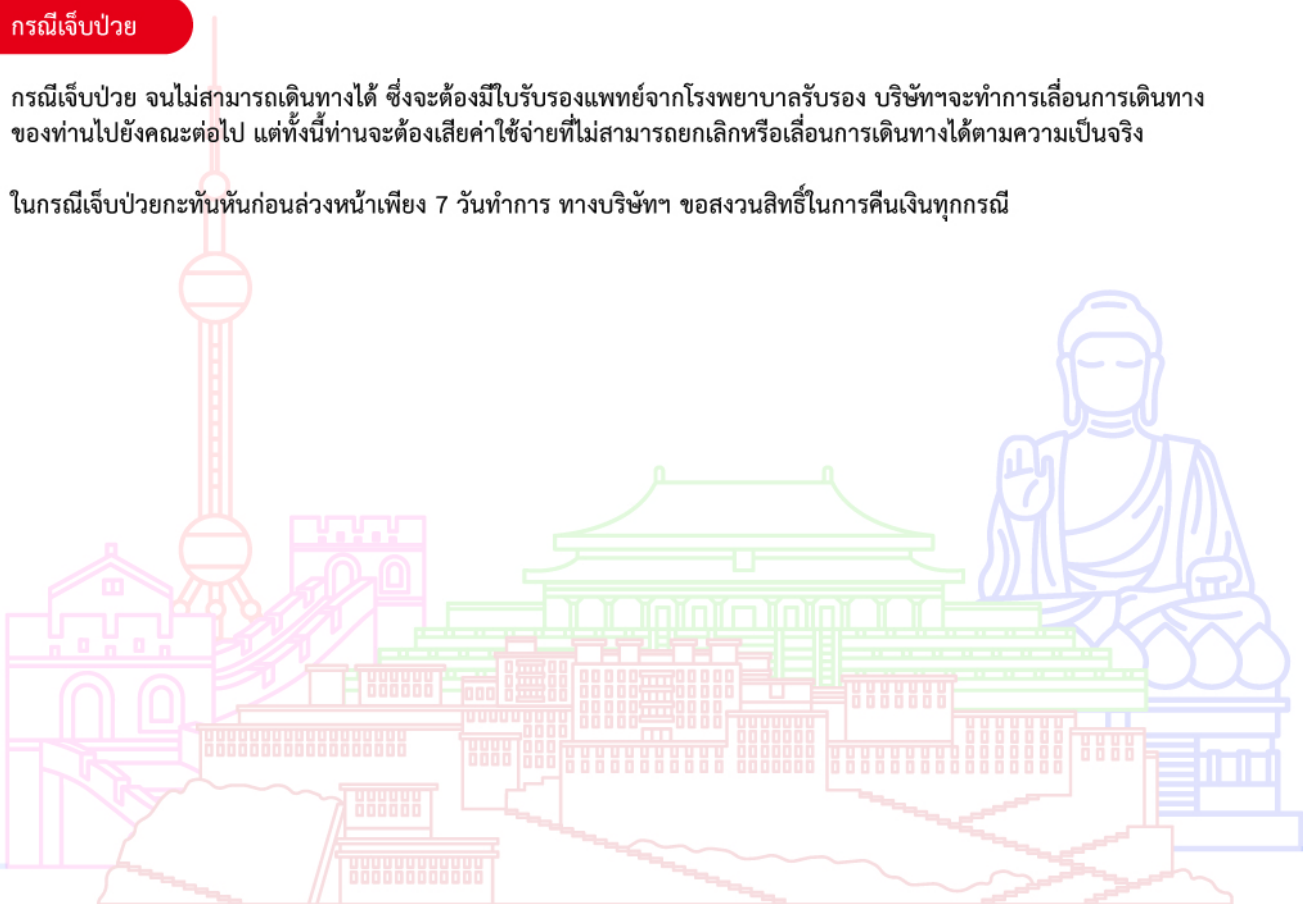 กรณีเจ็บป่วย
กรณีเจ็บป่วย จนไม่สามารถเดินทางได้ ซึ่งจะต้องมีใบรับรองแพทย์จากโรงพยาบาลรับรอง บริษัทฯจะทำการเลื่อนการเดินทาง
ของท่านไปยังคณะต่อไป แต่ทั้งนี้ท่านจะต้องเสียค่าใช้จ่ายที่ไม่สามารถยกเลิกหรือเลื่อนการเดินทางได้ตามความเป็นจริง
ในกรณีเจ็บป่วยกะทันหันก่อนล่วงหน้าเพียง 7 วันทำการ ทางบริษัทฯ ขอสงวนสิทธิ์ในการคืนเงินทุกกรณี